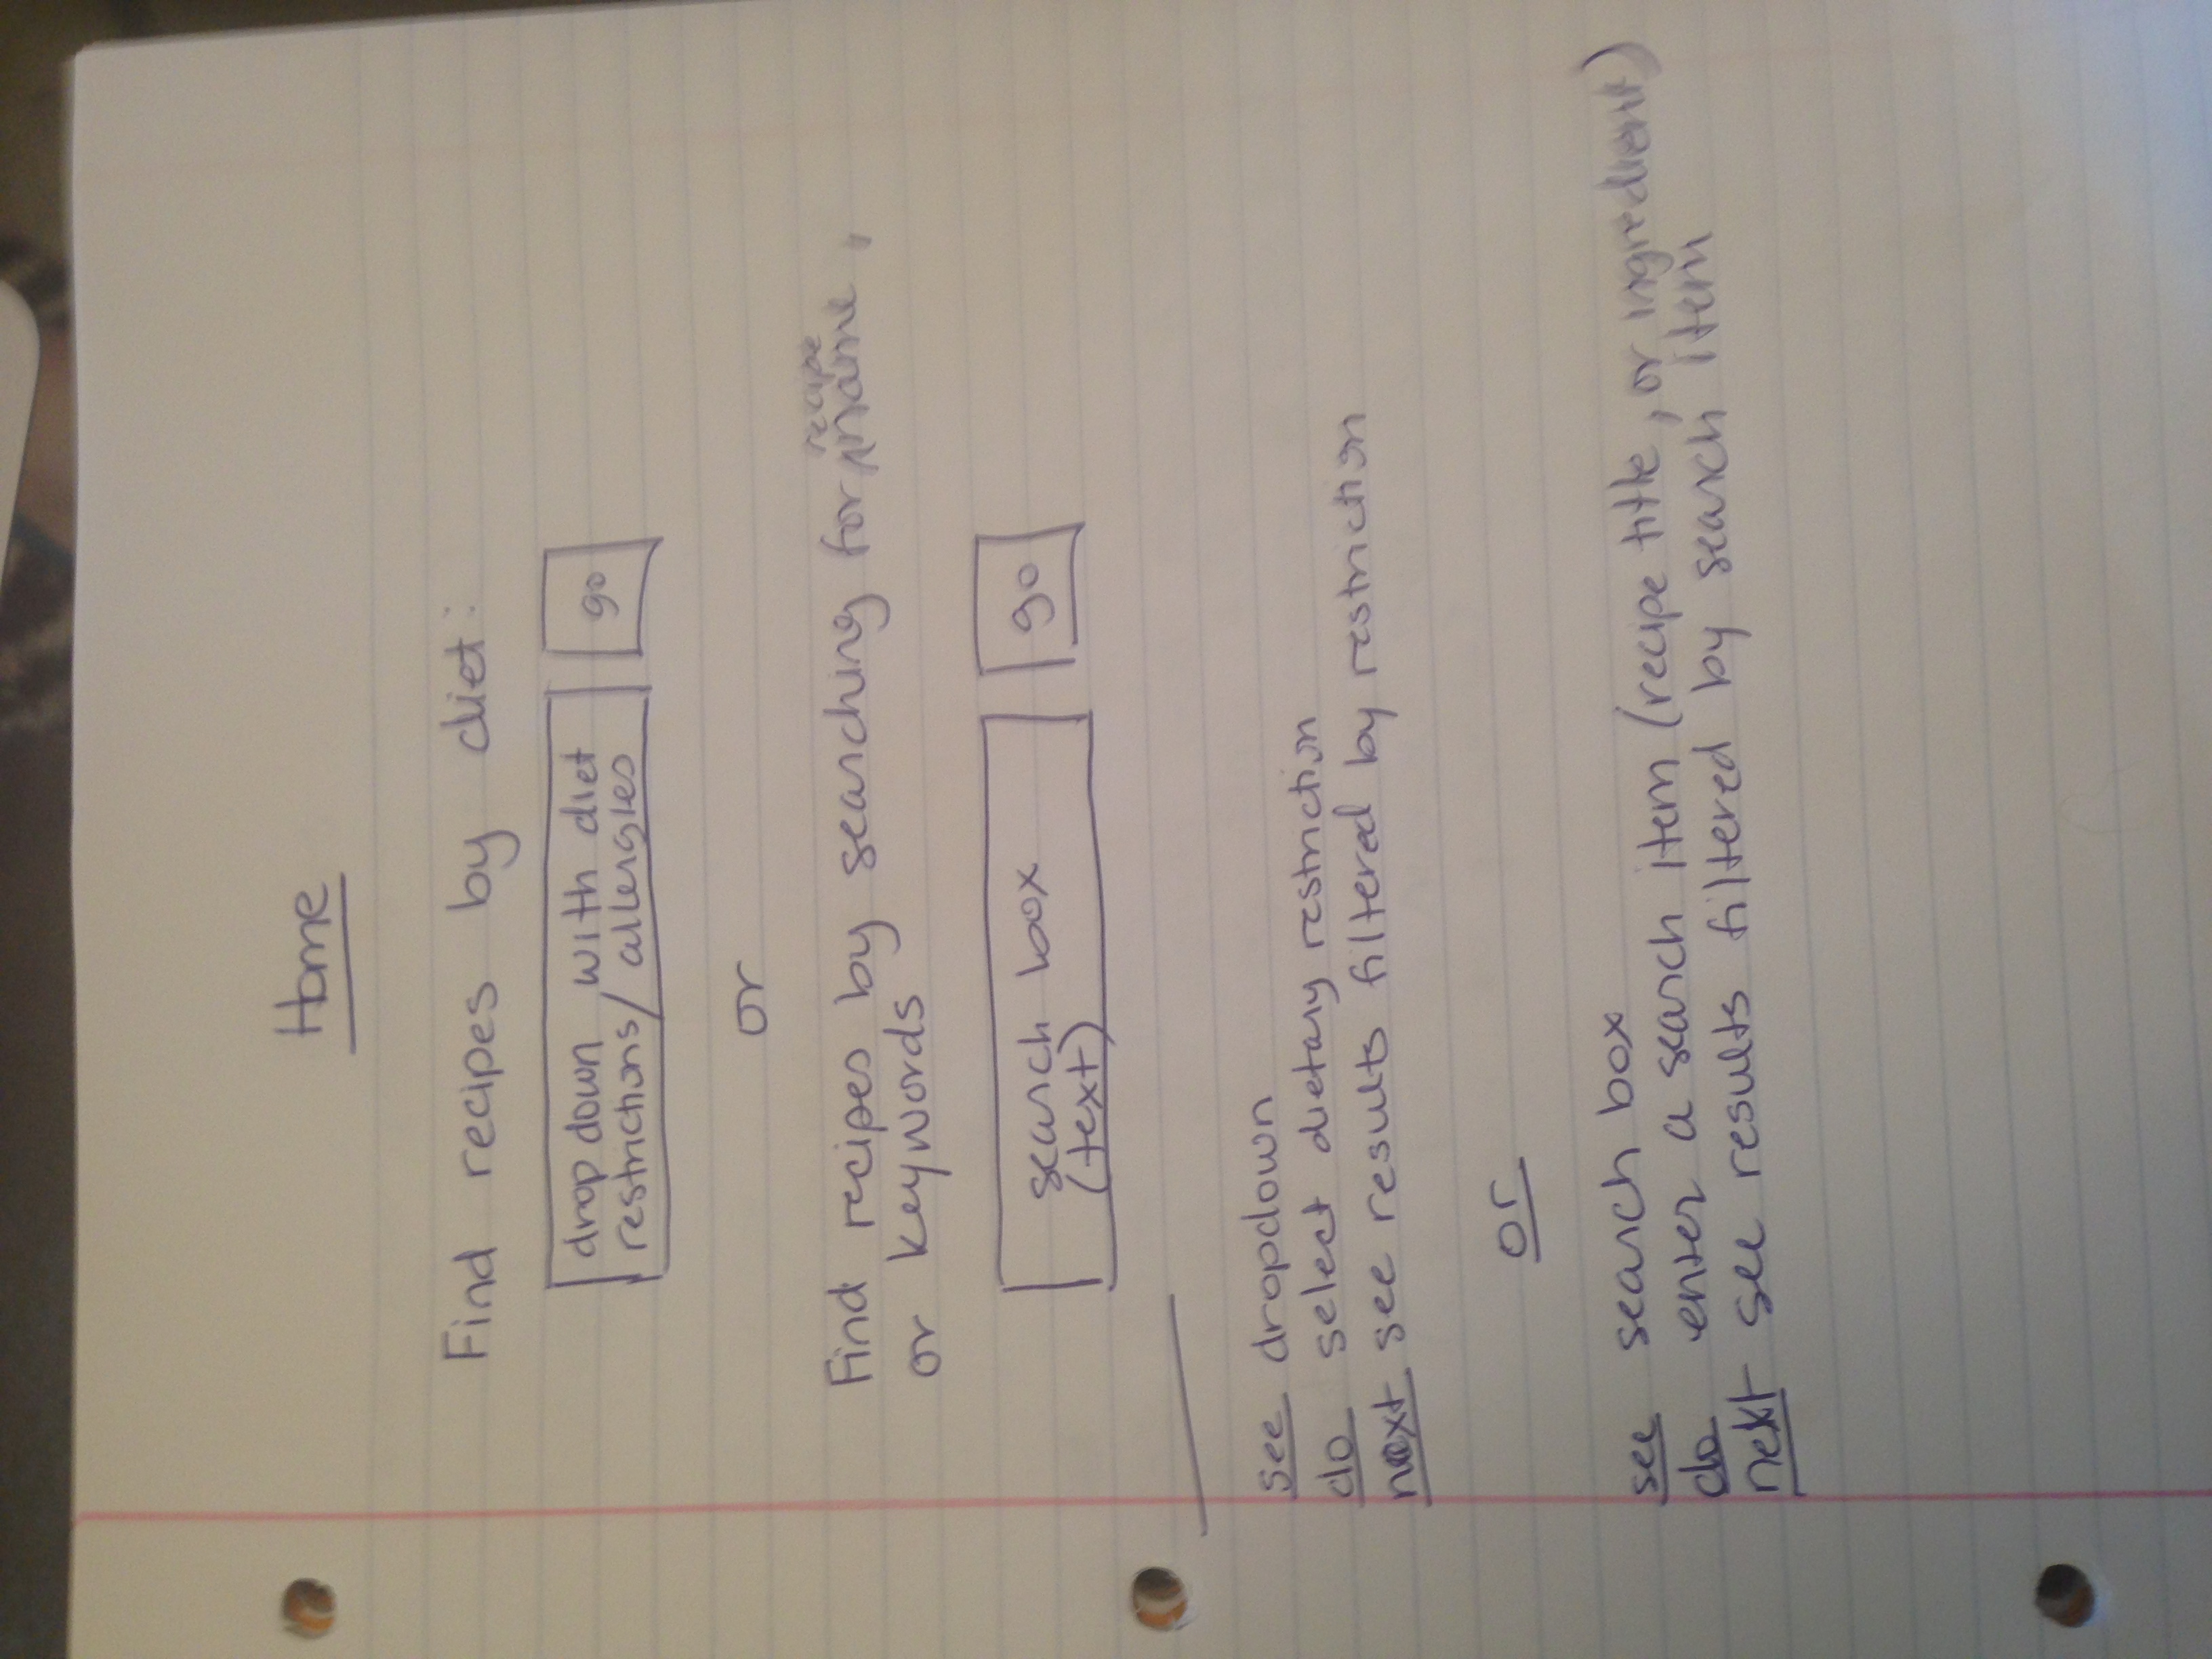 Home
Find recipes by diet:
drop down with diet
restrictions/ allergies
go
or
Find recipes by searching for recipe name,
or keywords
search box
(text)
go
see dropdown
do select dietary restriction
next see results filtered by restriction
or
see search box
do enter a search item (recipe title, or ingredient)
next see results filtered by search item